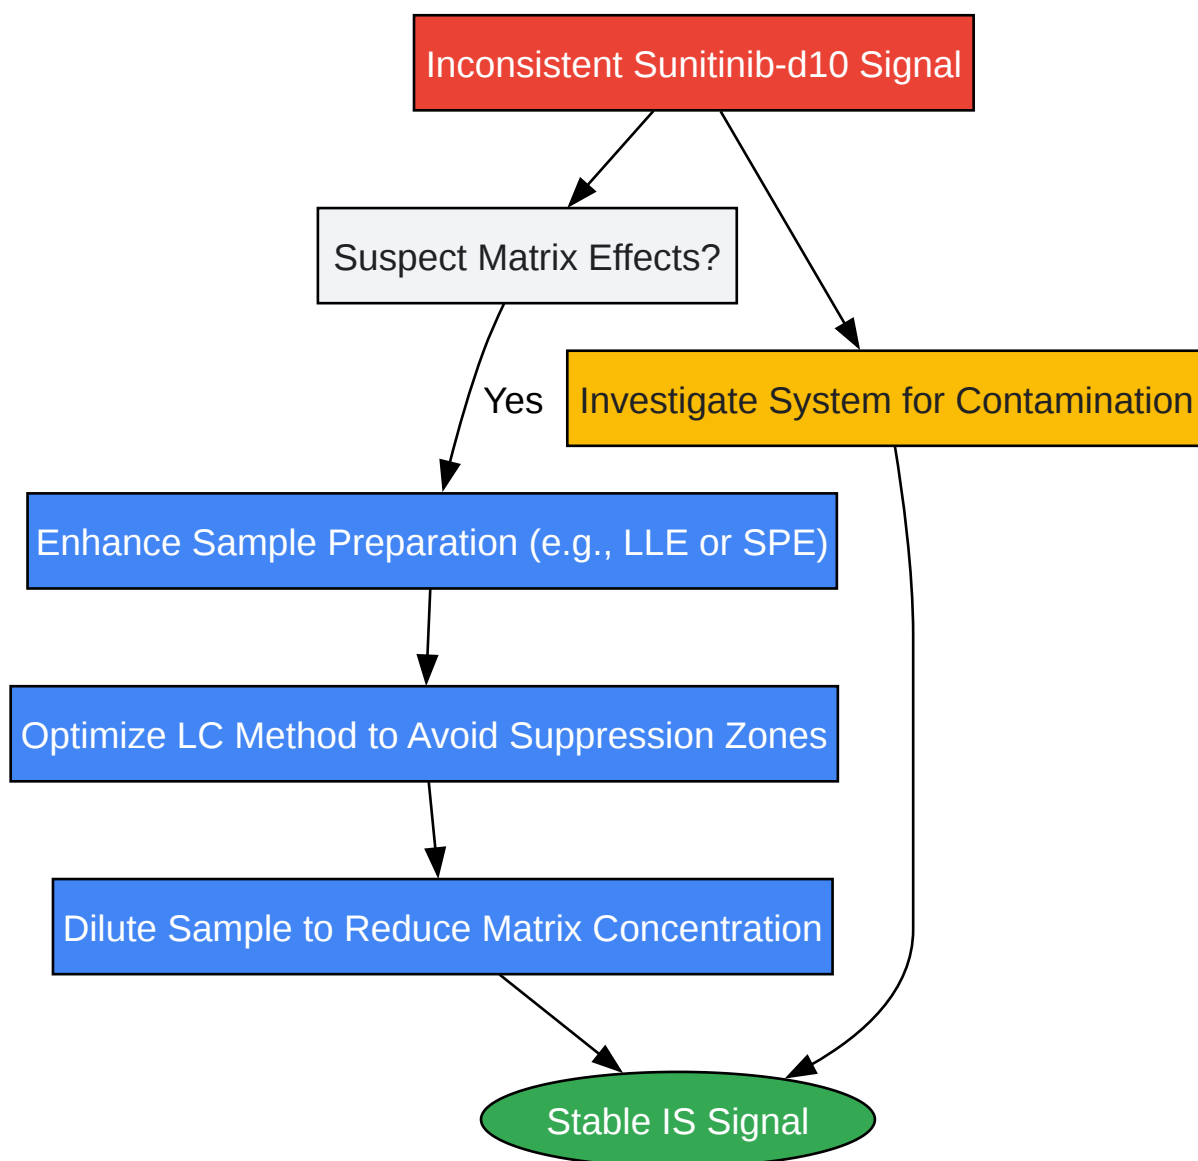 Inconsistent Sunitinib-d10 Signal
Suspect Matrix Effects?
Yes
Investigate System for Contamination
Enhance Sample Preparation (e.g., LLE or SPE)
Optimize LC Method to Avoid Suppression Zones
Dilute Sample to Reduce Matrix Concentration
Stable IS Signal